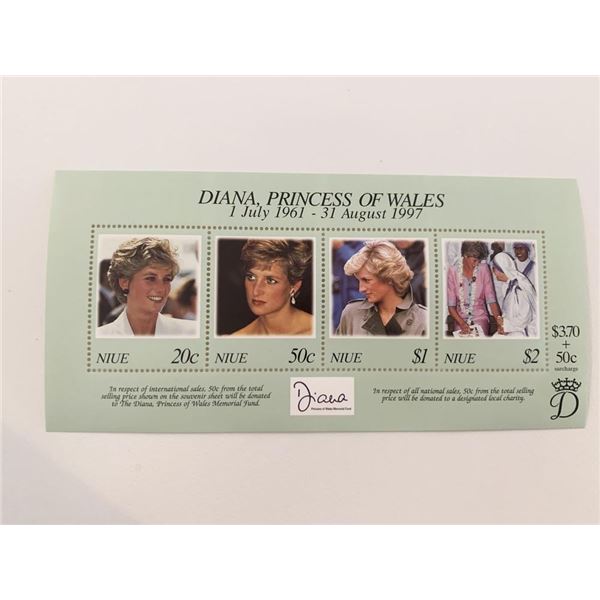 DIANA, PRINCESS OF WALES
1 July 1961 - 31 August 1997
NIUE 20c
NIUE 50c
NIUE $1
NIUE $2
$3.70
+
50c
surcharge
In respect of international sales, 50c from the total
selling price shown on the souvenir sheet will be donated
to The Diana, Princess of Wales Memorial Fund.
Diana
Princess of Wales Memorial Fund
In respect of all national sales, 50c of the total selling
price will be donated to a designated local charity.
D